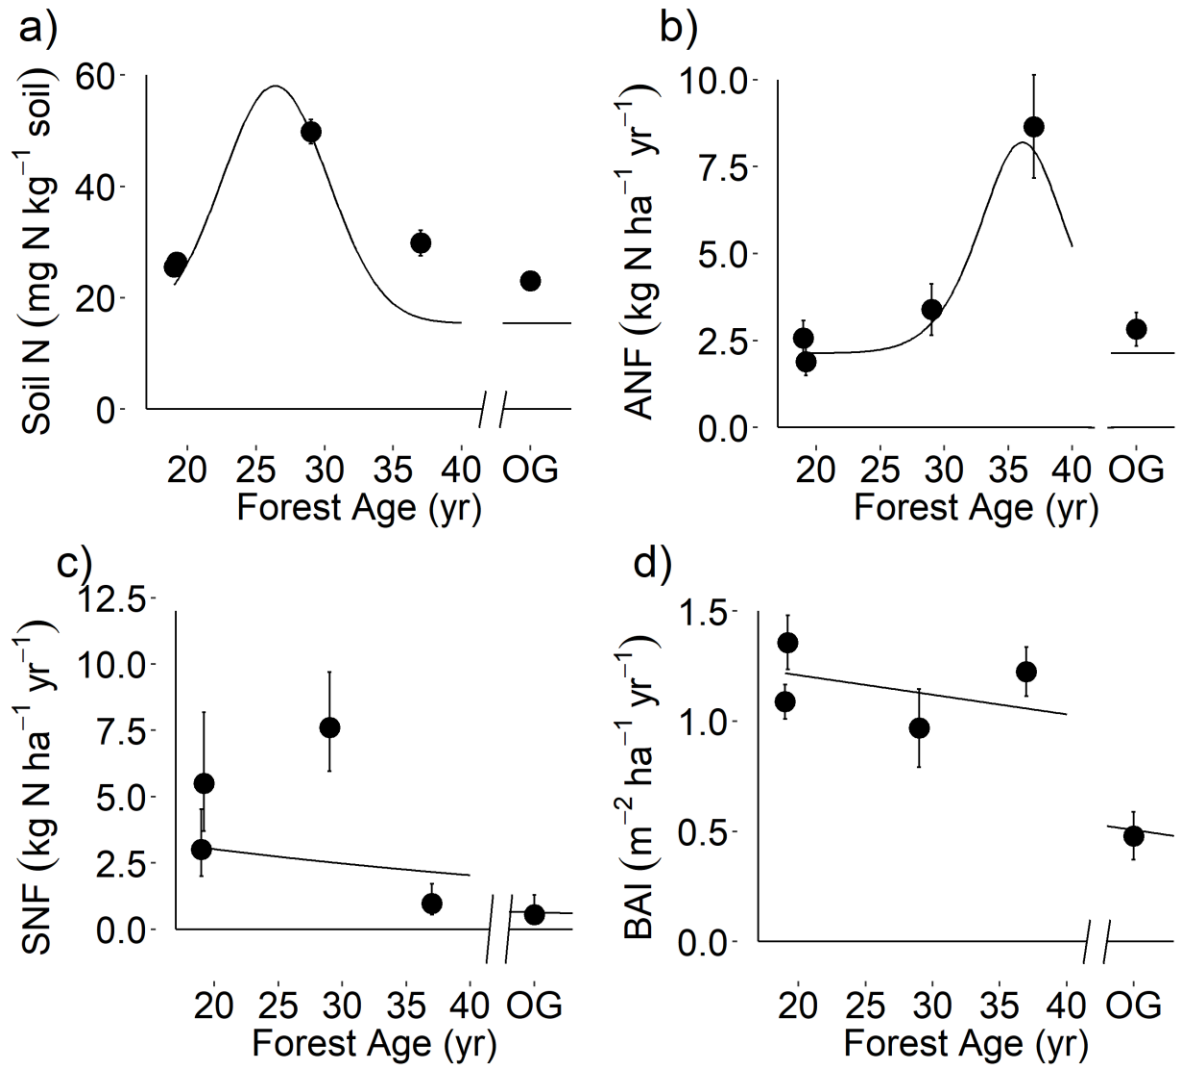 a)
Soil N (mg N kg⁻¹ soil)
60
40
20
0
20 25 30 35 40 OG
Forest Age (yr)
b)
ANF (kg N ha⁻¹ yr⁻¹)
10.0
7.5
5.0
2.5
0.0
20 25 30 35 40 OG
Forest Age (yr)
c)
SNF (kg N ha⁻¹ yr⁻¹)
12.5
10.0
7.5
5.0
2.5
0.0
20 25 30 35 40 OG
Forest Age (yr)
d)
BAI (m⁻² ha⁻¹ yr⁻¹)
1.5
1.0
0.5
0.0
20 25 30 35 40 OG
Forest Age (yr)